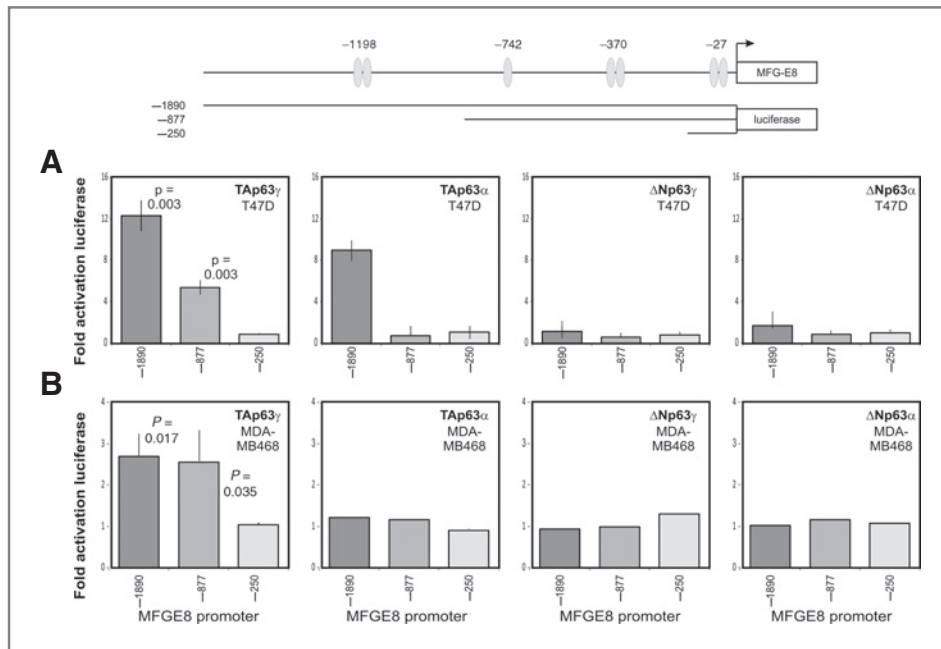 −1198 −742 −370 −27
MFG-E8
−1890
−877
−250
luciferase
A
Fold activation luciferase
16
12
8
4
0
p =
0.003
p =
0.003
TAp63γ
T47D
−1890
−877
−250
16
12
8
4
0
TAp63α
T47D
−1890
−877
−250
16
12
8
4
0
ΔNp63γ
T47D
−1890
−877
−250
16
12
8
4
0
ΔNp63α
T47D
−1890
−877
−250
B
Fold activation luciferase
4
3
2
1
0
P =
0.017
P =
0.035
TAp63γ
MDA-
MB468
−1890
−877
−250
MFGE8 promoter
4
3
2
1
0
TAp63α
MDA-
MB468
−1890
−877
−250
MFGE8 promoter
4
3
2
1
0
ΔNp63γ
MDA-
MB468
−1890
−877
−250
MFGE8 promoter
4
3
2
1
0
ΔNp63α
MDA-
MB468
−1890
−877
−250
MFGE8 promoter